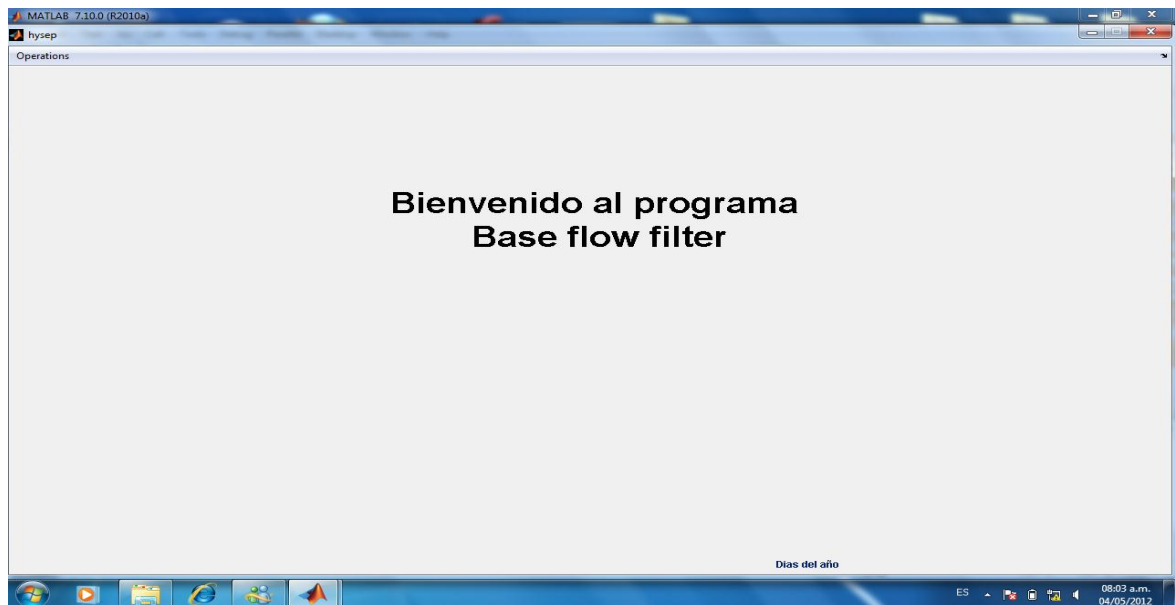 MATLAB 7.10.0 (R2010a)
hysep
Operations
Bienvenido al programa
Base flow filter
Dias del año
ES
08:03 a.m.
04/05/2012